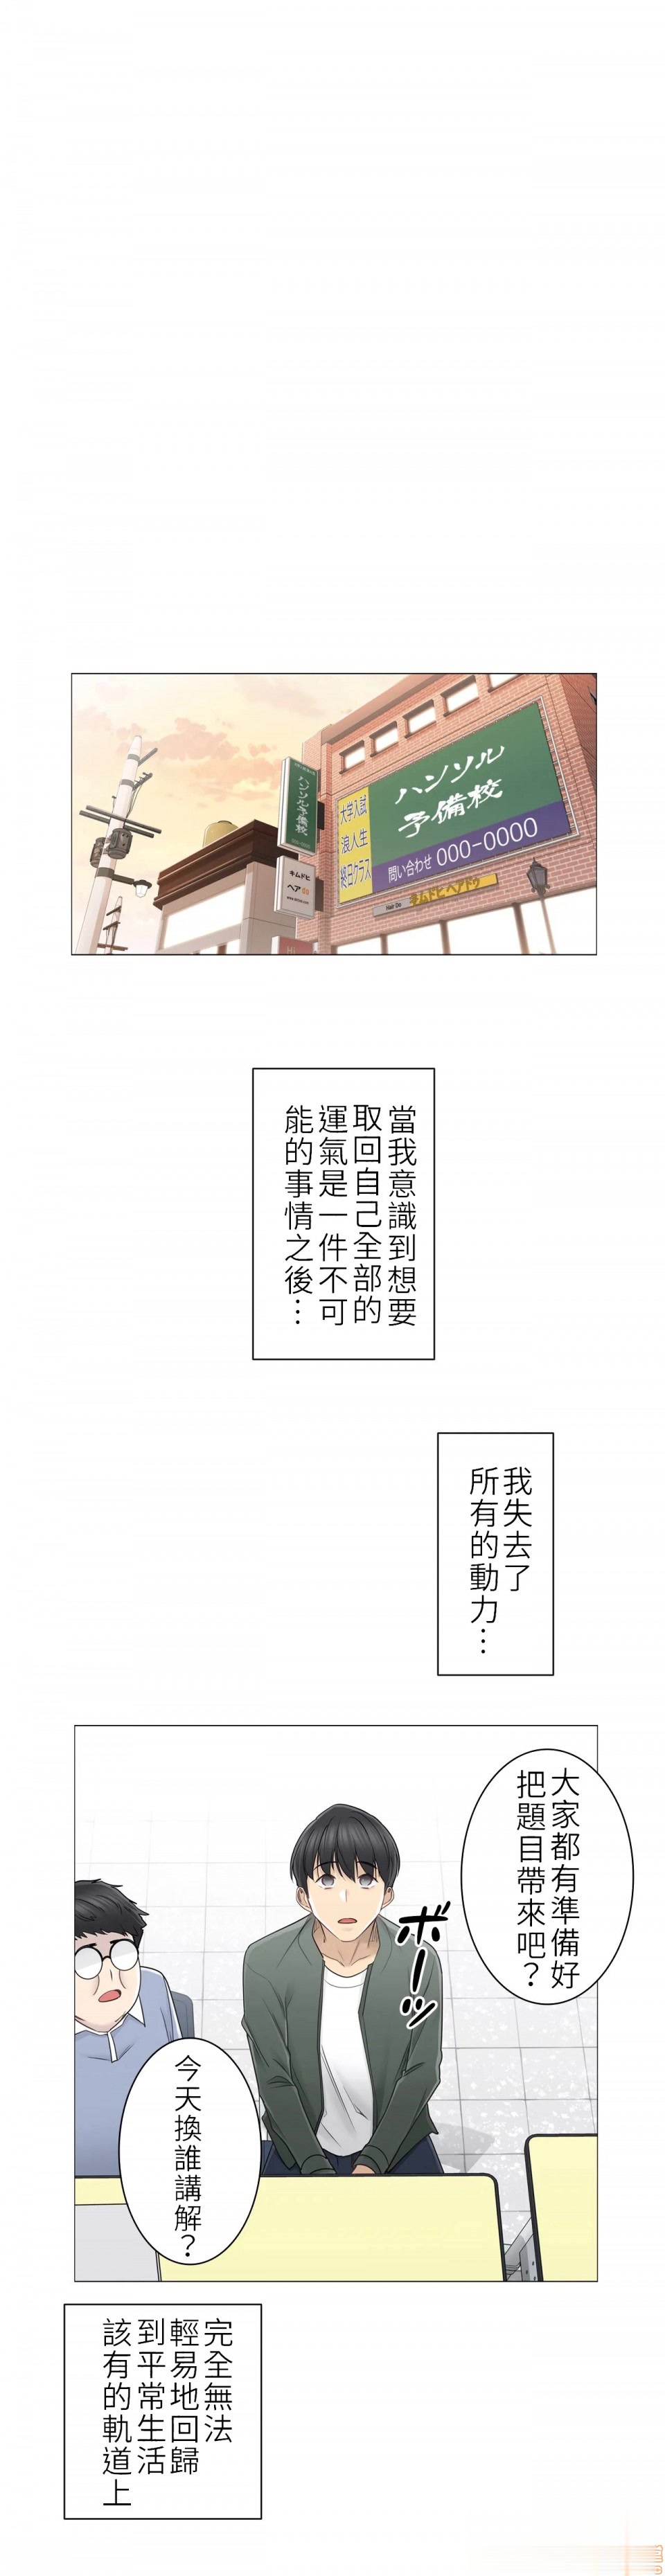 ハンソル予備校
大学入試
浪人生
終日クラス
ハンソル
予備校
問い合わせ 000-0000
キムドヒ
ヘア
Hair Do
キムドヒヘアドゥ
當我意識到想要
取回自己全部的
運氣是一件不可
能的事情之後…
我失去了
所有的動力…
大家都有準備好
把題目帶來吧？
ボーッ
今天換誰講解？
完全無法
輕易地回歸
到平常生活
該有的軌道上